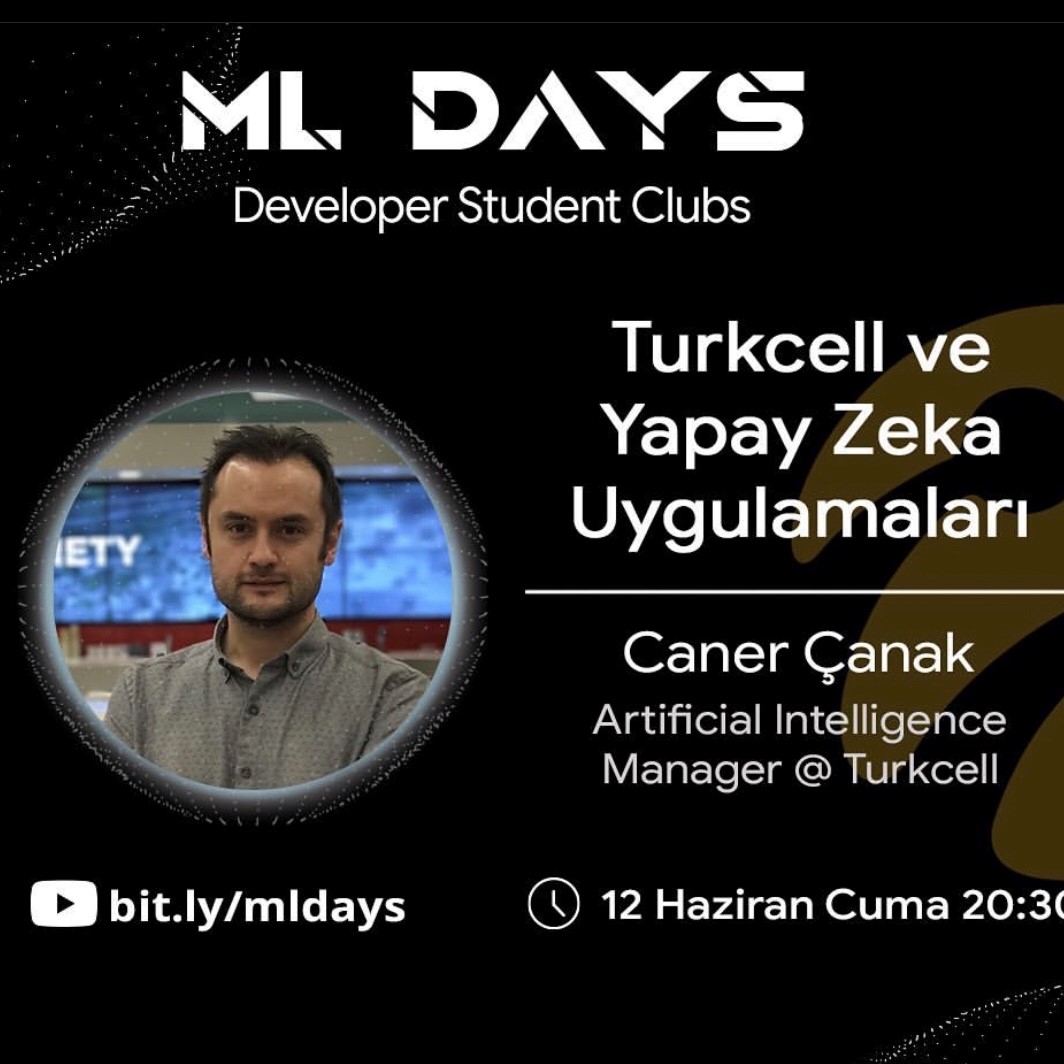 ML DAYS
Developer Student Clubs
Turkcell ve
Yapay Zeka
Uygulamaları
IETY
Caner Çanak
Artificial Intelligence
Manager @ Turkcell
bit.ly/mldays
12 Haziran Cuma 20:30